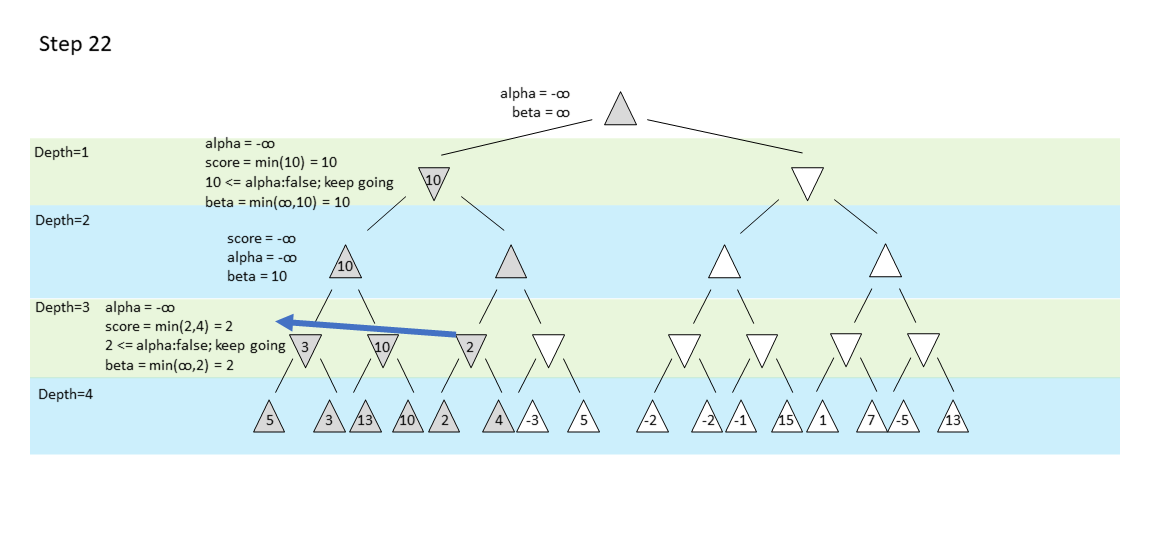 Step 22
alpha = -∞
beta = ∞
Depth=1
alpha = -∞
score = min(10) = 10
10 <= alpha:false; keep going
beta = min(∞,10) = 10
10
Depth=2
score = -∞
alpha = -∞
beta = 10
10
Depth=3
alpha = -∞
score = min(2,4) = 2
2 <= alpha:false; keep going
beta = min(∞,2) = 2
3 10 2
Depth=4
5 3 13 10 2 4 -3 5 -2 -2 -1 15 1 7 -5 13